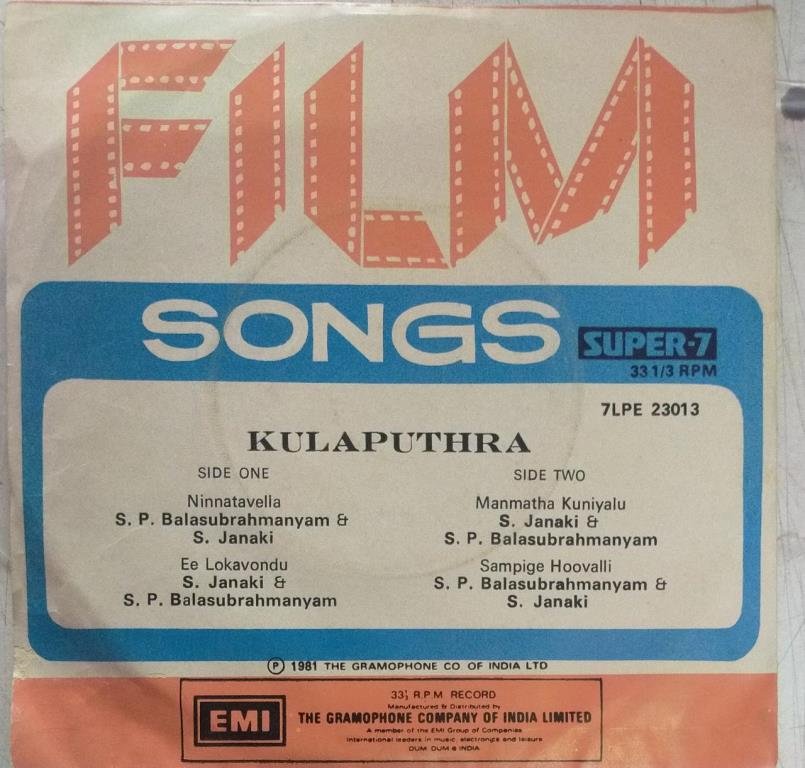 FILM
SONGS
SUPER-7
33 1/3 RPM
7LPE 23013
KULAPUTHRA
SIDE ONE
Ninnatavella
S. P. Balasubrahmanyam &
S. Janaki
Ee Lokavondu
S. Janaki &
S. P. Balasubrahmanyam
SIDE TWO
Manmatha Kuniyalu
S. Janaki &
S. P. Balasubrahmanyam
Sampige Hoovalli
S. P. Balasubrahmanyam &
S. Janaki
Ⓟ 1981 THE GRAMOPHONE CO OF INDIA LTD
EMI
33⅓ R.P.M RECORD
Manufactured & Distributed by
THE GRAMOPHONE COMPANY OF INDIA LIMITED
A member of the EMI Group of Companies
International leaders in music, electronics and leisure
DUM DUM & INDIA